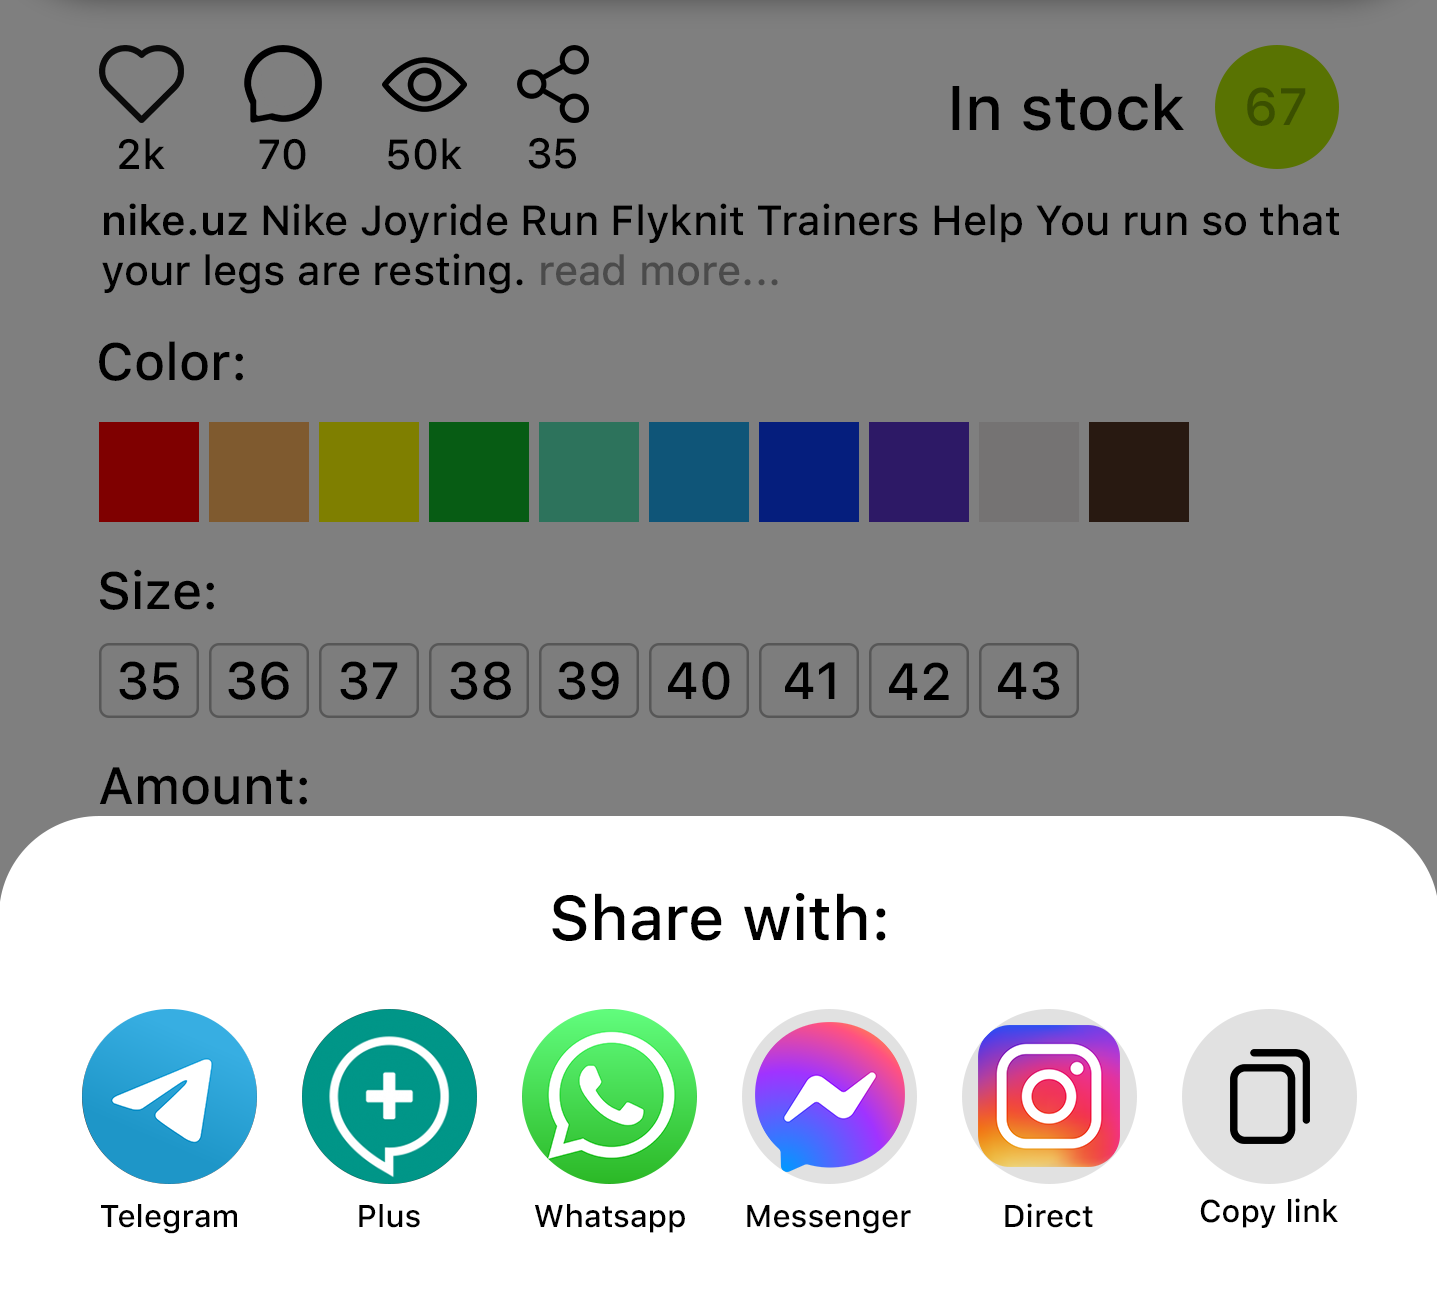 2k 70 50k 35
In stock 67
nike.uz Nike Joyride Run Flyknit Trainers Help You run so that
your legs are resting. read more...
Color:
Size:
35 36 37 38 39 40 41 42 43
Amount:
Share with:
Telegram Plus Whatsapp Messenger Direct Copy link